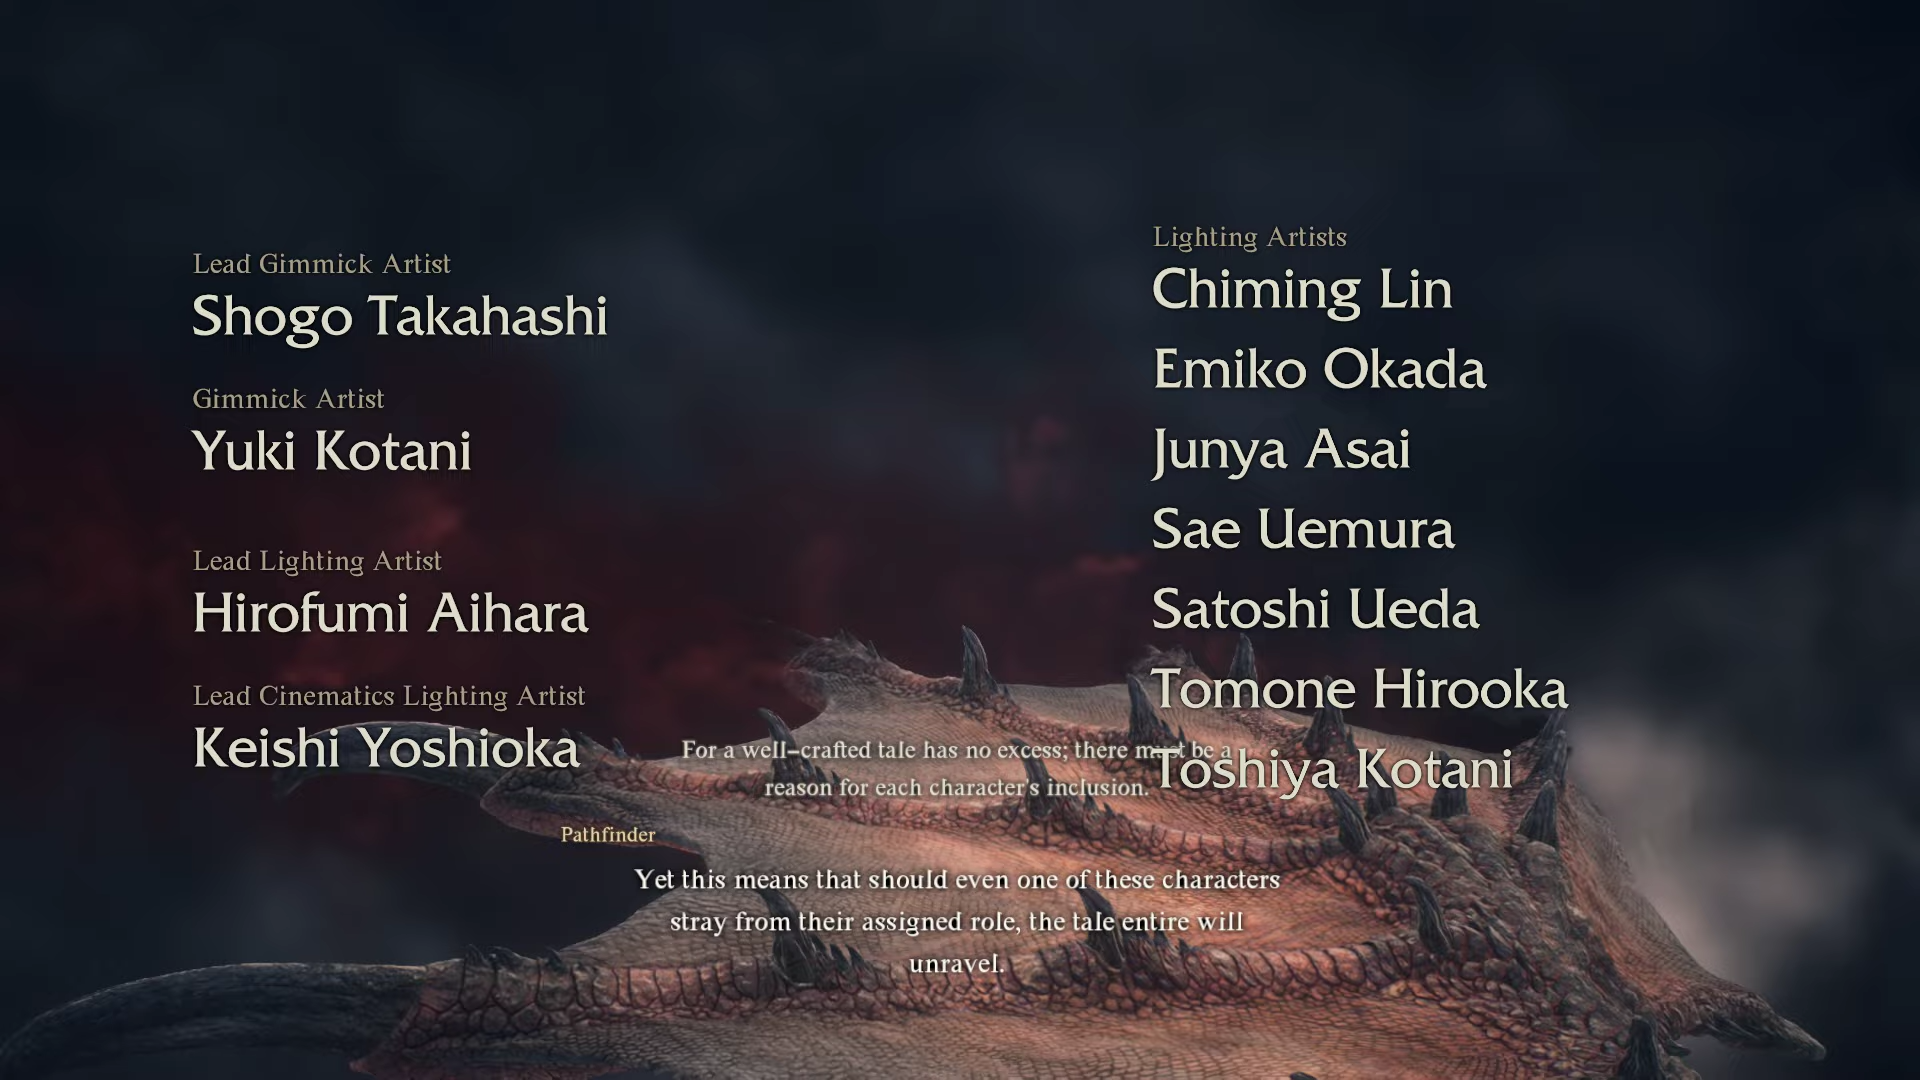 Lead Gimmick Artist
Shogo Takahashi
Gimmick Artist
Yuki Kotani
Lead Lighting Artist
Hirofumi Aihara
Lead Cinematics Lighting Artist
Keishi Yoshioka
Lighting Artists
Chiming Lin
Emiko Okada
Junya Asai
Sae Uemura
Satoshi Ueda
Tomone Hirooka
Toshiya Kotani
For a well-crafted tale has no excess; there must be a
reason for each character's inclusion.
Pathfinder
Yet this means that should even one of these characters
stray from their assigned role, the tale entire will
unravel.